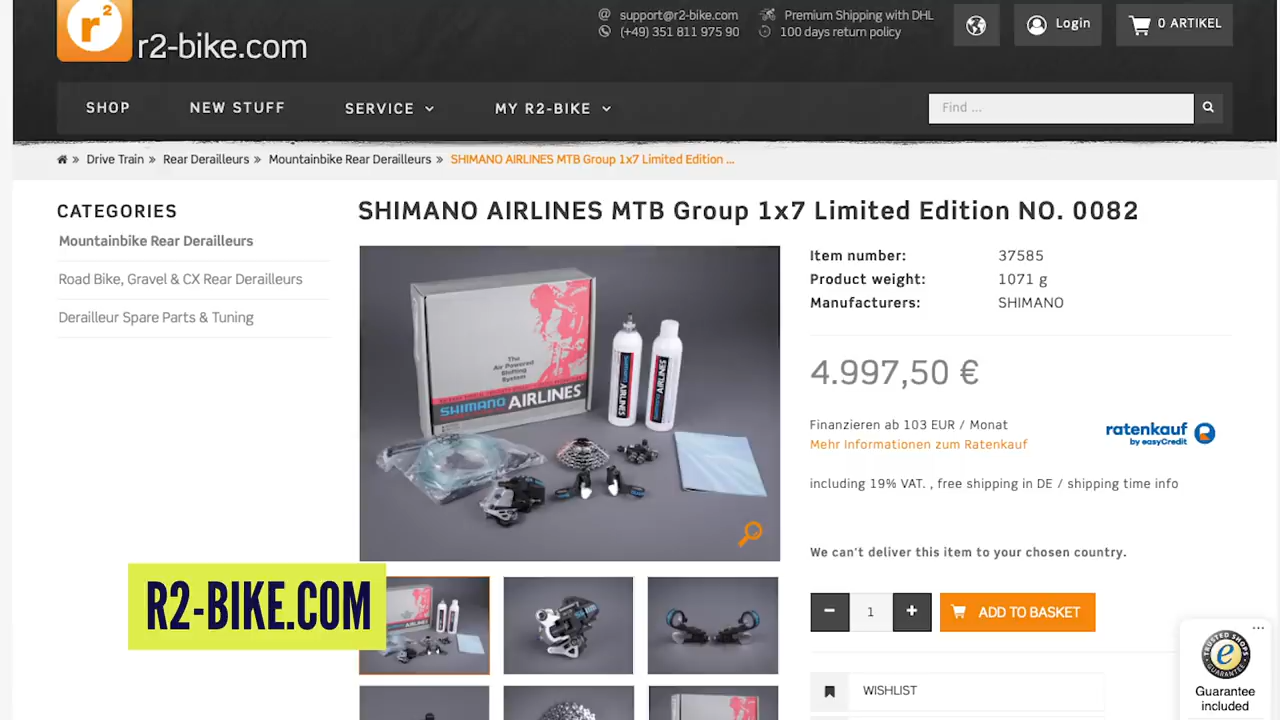 r²
r2-bike.com
support@r2-bike.com
(+49) 351 811 975 90
Premium Shipping with DHL
100 days return policy
Login
0 ARTIKEL
SHOP
NEW STUFF
SERVICE
MY R2-BIKE
Find ...
» Drive Train » Rear Derailleurs » Mountainbike Rear Derailleurs » SHIMANO AIRLINES MTB Group 1x7 Limited Edition ...
CATEGORIES
Mountainbike Rear Derailleurs
Road Bike, Gravel & CX Rear Derailleurs
Derailleur Spare Parts & Tuning
SHIMANO AIRLINES MTB Group 1x7 Limited Edition NO. 0082
The
Air Powered
Shifting
System
SHIMANO AIRLINES
AIRLINES
AIRLINES
Item number: 37585
Product weight: 1071 g
Manufacturers: SHIMANO
4.997,50 €
Finanzieren ab 103 EUR / Monat
Mehr Informationen zum Ratenkauf
ratenkauf
by easyCredit
including 19% VAT. , free shipping in DE / shipping time info
We can't deliver this item to your chosen country.
− 1 +
ADD TO BASKET
WISHLIST
R2-BIKE.COM
TRUSTED SHOPS
e
GUARANTEE
Guarantee
included